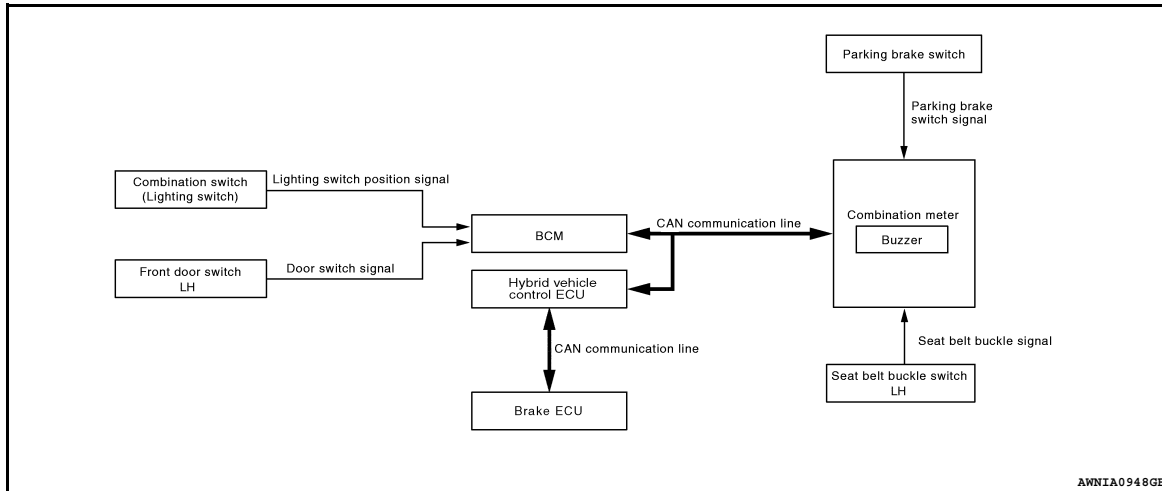 Parking brake switch
Parking brake
switch signal
Combination switch
(Lighting switch)
Lighting switch position signal
BCM
CAN communication line
Combination meter
Buzzer
Front door switch
LH
Door switch signal
Hybrid vehicle
control ECU
CAN communication line
Seat belt buckle signal
Seat belt buckle switch
LH
Brake ECU